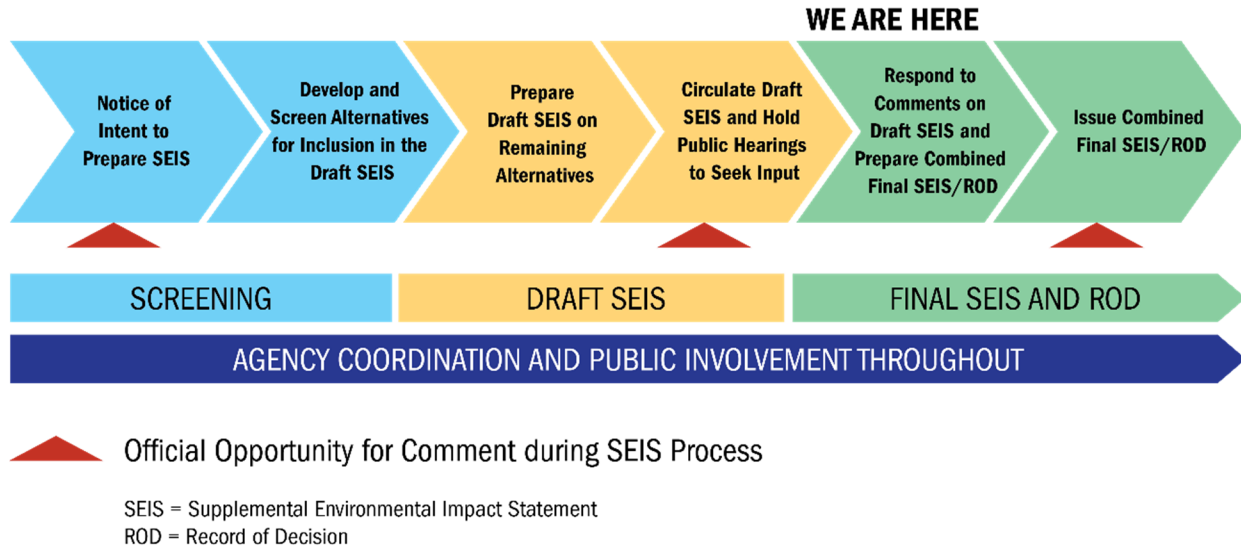 WE ARE HERE
Notice of
Intent to
Prepare SEIS
Develop and
Screen Alternatives
for Inclusion in the
Draft SEIS
Prepare
Draft SEIS on
Remaining
Alternatives
Circulate Draft
SEIS and Hold
Public Hearings
to Seek Input
Respond to
Comments on
Draft SEIS and
Prepare Combined
Final SEIS/ROD
Issue Combined
Final SEIS/ROD
SCREENING
DRAFT SEIS
FINAL SEIS AND ROD
AGENCY COORDINATION AND PUBLIC INVOLVEMENT THROUGHOUT
Official Opportunity for Comment during SEIS Process
SEIS = Supplemental Environmental Impact Statement
ROD = Record of Decision